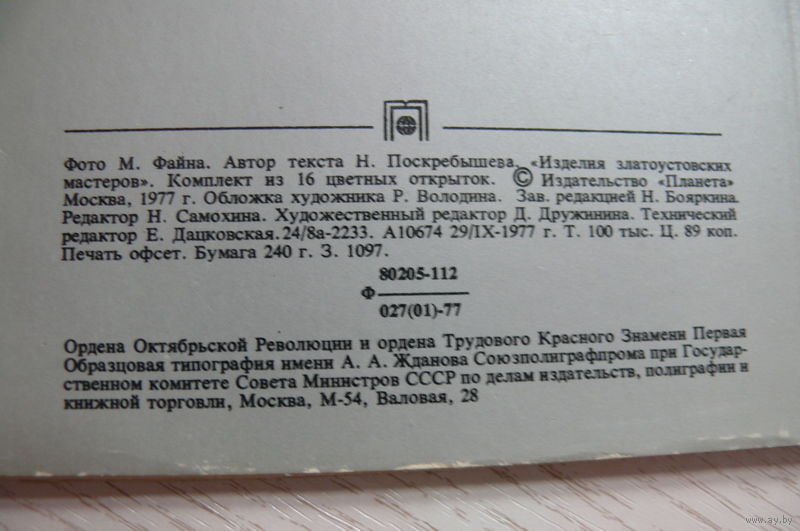 Фото М. Файна. Автор текста Н. Поскребышева. «Изделия златоустовских
мастеров». Комплект из 16 цветных открыток. © Издательство «Планета»
Москва, 1977 г. Обложка художника Р. Володина. Зав. редакцией Н. Бояркина.
Редактор Н. Самохина. Художественный редактор Д. Дружинина. Технический
редактор Е. Дацковская. 24/8а-2233. А10674 29/IX-1977 г. Т. 100 тыс. Ц. 89 коп.
Печать офсет. Бумага 240 г. З. 1097.
80205-112
Ф
027(01)-77
Ордена Октябрьской Революции и ордена Трудового Красного Знамени Первая
Образцовая типография имени А. А. Жданова Союзполиграфпрома при Государ-
ственном комитете Совета Министров СССР по делам издательств, полиграфии и
книжной торговли, Москва, М-54, Валовая, 28
www.ay.by